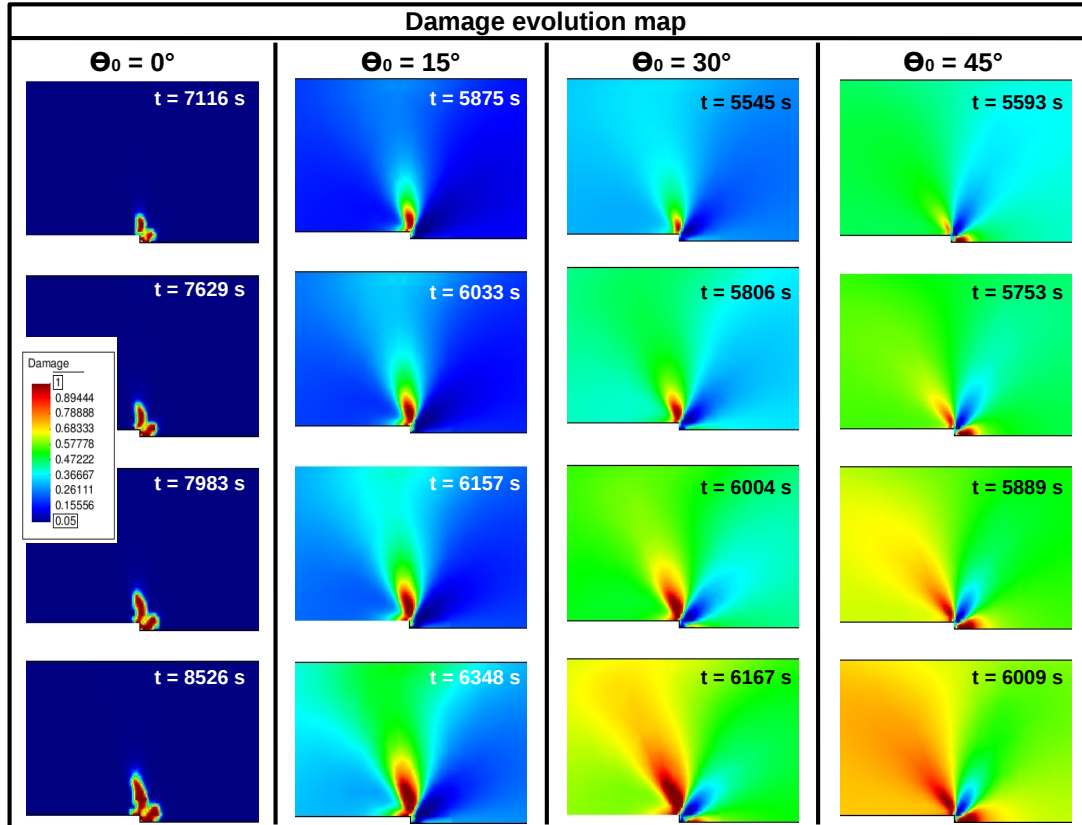 Damage evolution map
ϴ₀ = 0°
ϴ₀ = 15°
ϴ₀ = 30°
ϴ₀ = 45°
t = 7116 s
t = 5875 s
t = 5545 s
t = 5593 s
t = 7629 s
t = 6033 s
t = 5806 s
t = 5753 s
Damage
1
0.89444
0.78888
0.68333
0.57778
0.47222
0.36667
0.26111
0.15556
0.05
t = 7983 s
t = 6157 s
t = 6004 s
t = 5889 s
t = 8526 s
t = 6348 s
t = 6167 s
t = 6009 s